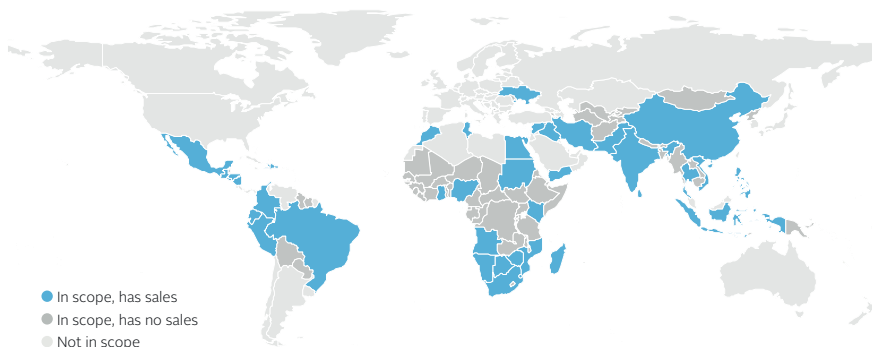 In scope, has sales
In scope, has no sales
Not in scope